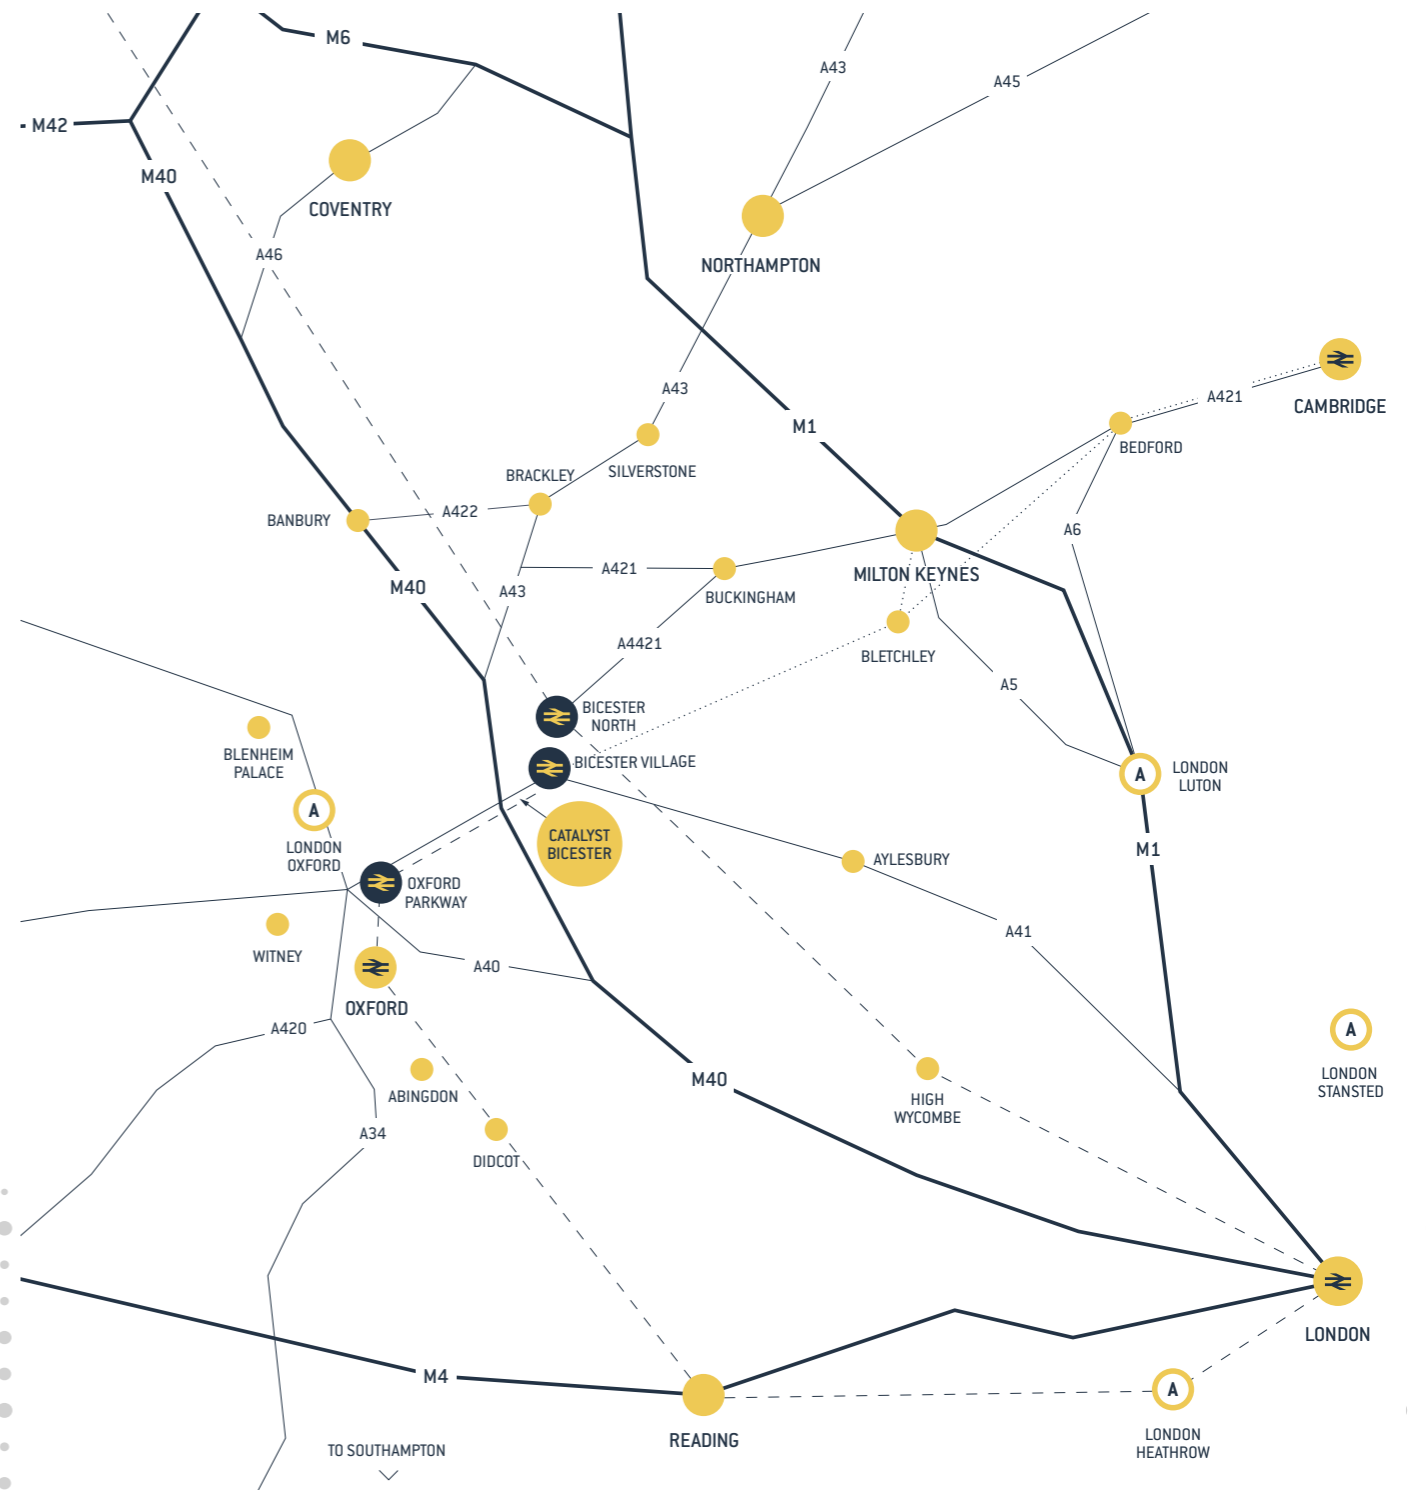 M6
A43
A45
M42
M40
COVENTRY
A46
NORTHAMPTON
A43
A421
CAMBRIDGE
M1
BEDFORD
BRACKLEY
SILVERSTONE
A422
BANBURY
A6
A421
MILTON KEYNES
M40
A43
BUCKINGHAM
A4421
BLETCHLEY
A5
BICESTER
NORTH
BLENHEIM
PALACE
BICESTER VILLAGE
A
LONDON
LUTON
A
CATALYST
BICESTER
LONDON
OXFORD
M1
AYLESBURY
OXFORD
PARKWAY
A41
WITNEY
A40
OXFORD
A420
A
LONDON
STANSTED
M40
ABINGDON
HIGH
WYCOMBE
A34
DIDCOT
LONDON
M4
A
READING
LONDON
HEATHROW
TO SOUTHAMPTON